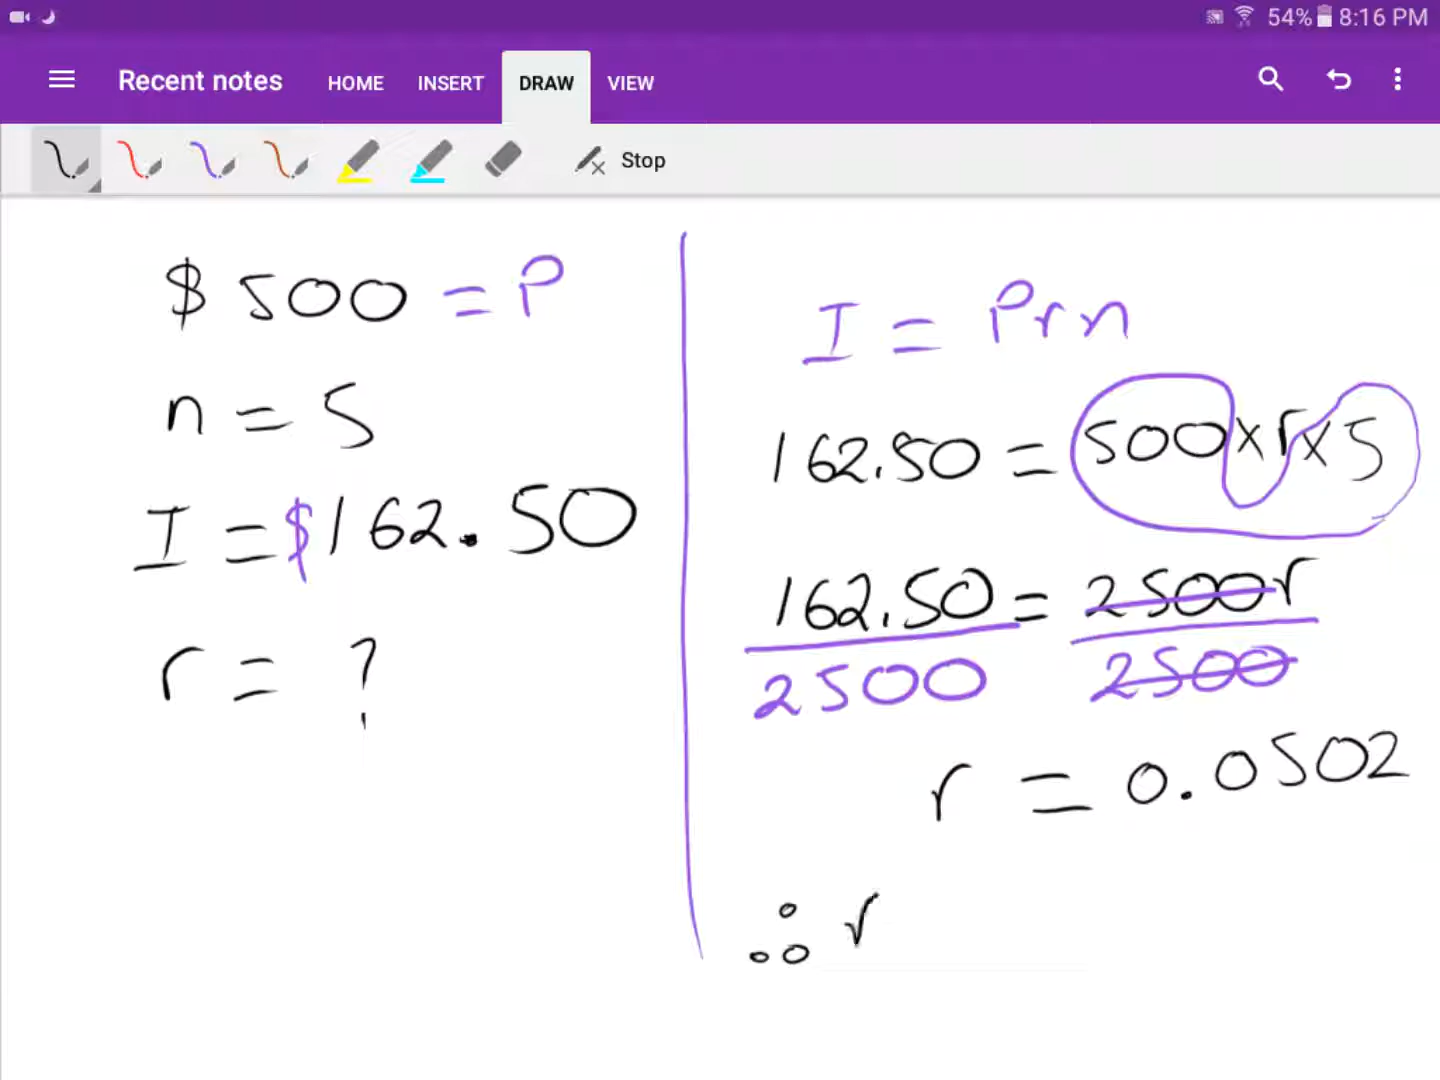 54% 8:16 PM
Recent notes HOME INSERT DRAW VIEW
Stop
$ 500 = P
n = 5
I = $162.50
r = ?
I = Prn
162.50 = 500 x r x 5
162.50 = 2500r
2500 2500
r = 0.0502
∴ r